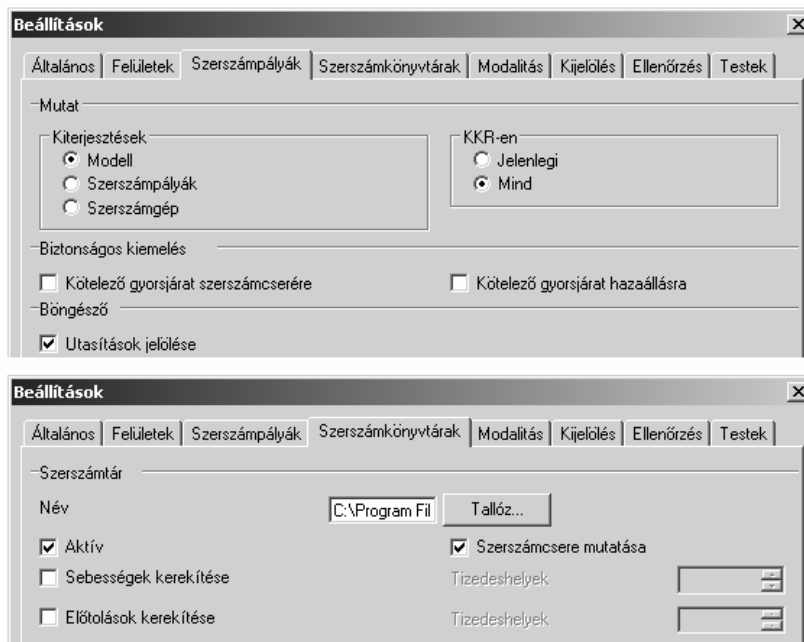 Beállítások
Általános Felületek Szerszámpályák Szerszámkönyvtárak Modalitás Kijelölés Ellenőrzés Testek
Mutat
Kiterjesztések KKR-en
Modell Jelenlegi
Szerszámpályák Mind
Szerszámgép
Biztonságos kiemelés
Kötelező gyorsjárat szerszámcserére Kötelező gyorsjárat hazaállásra
Böngésző
Utasítások jelölése
Beállítások
Általános Felületek Szerszámpályák Szerszámkönyvtárak Modalitás Kijelölés Ellenőrzés Testek
Szerszámtár
Név C:\Program Fil Tallóz...
Aktív Szerszámcsere mutatása
Sebességek kerekítése Tizedeshelyek
Előtolások kerekítése Tizedeshelyek